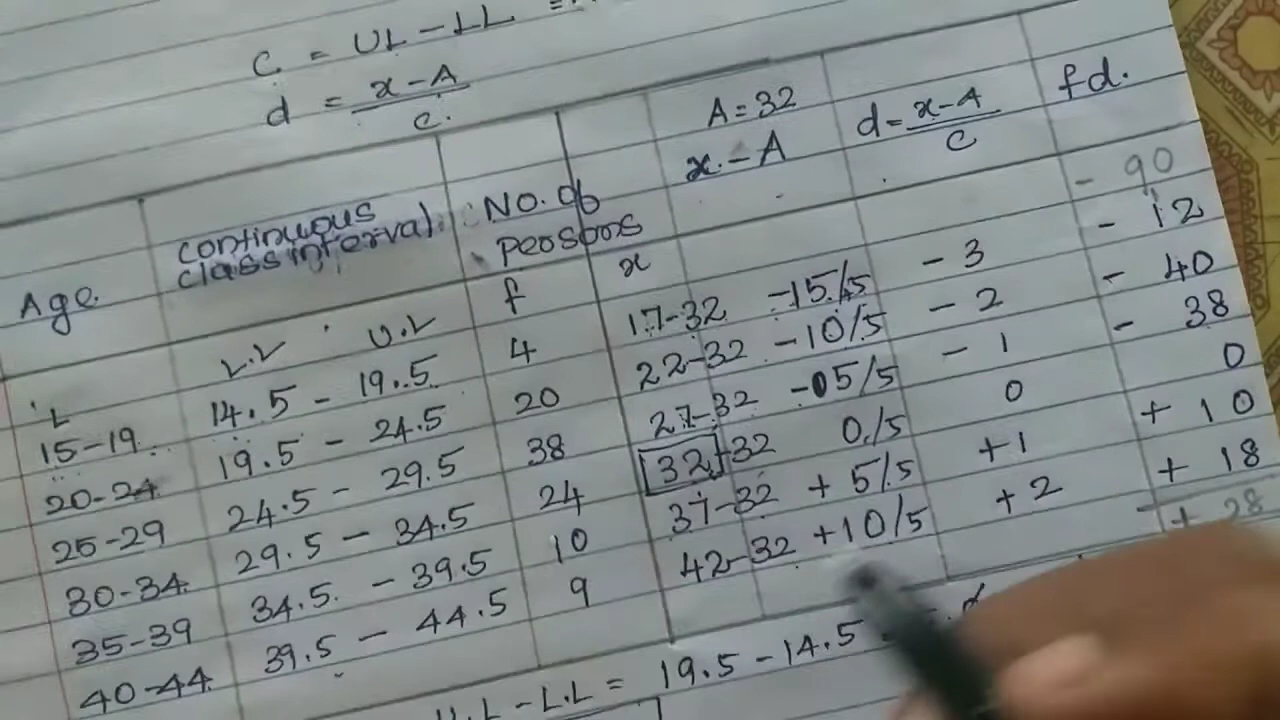 C = UL - LL =
d = x - A / C.
A = 32
Age. continuous class interval. NO. of persons x. - A d = x - A / C fd.
L.L U.L f x - 90
15-19. 14.5 - 19.5 4 17-32 -15/5 - 3 - 12
20-24 19.5 - 24.5 20 22-32 -10/5 - 2 - 40
25-29 24.5 - 29.5 38 27-32 -05/5 - 1 - 38
30-34 29.5 - 34.5 24 32-32 0/5 0 0
35-39 34.5. - 39.5 10 37-32 + 5/5 +1 + 10
40-44 39.5 - 44.5 9 42-32 +10/5 +2 + 18
+ 28
U.L - L.L = 19.5 - 14.5